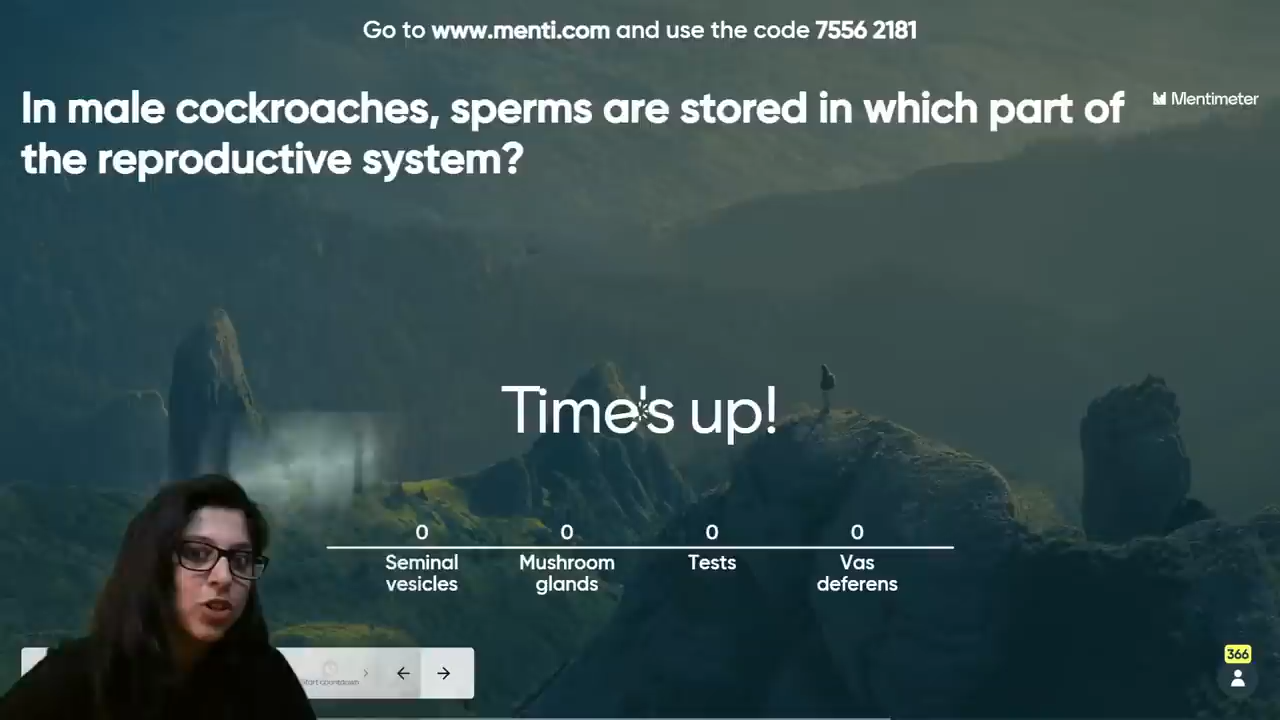 Go to www.menti.com and use the code 7556 2181
In male cockroaches, sperms are stored in which part of
the reproductive system?
Mentimeter
Time's up!
0
Seminal
vesicles
0
Mushroom
glands
0
Tests
0
Vas
deferens
Start countdown
366